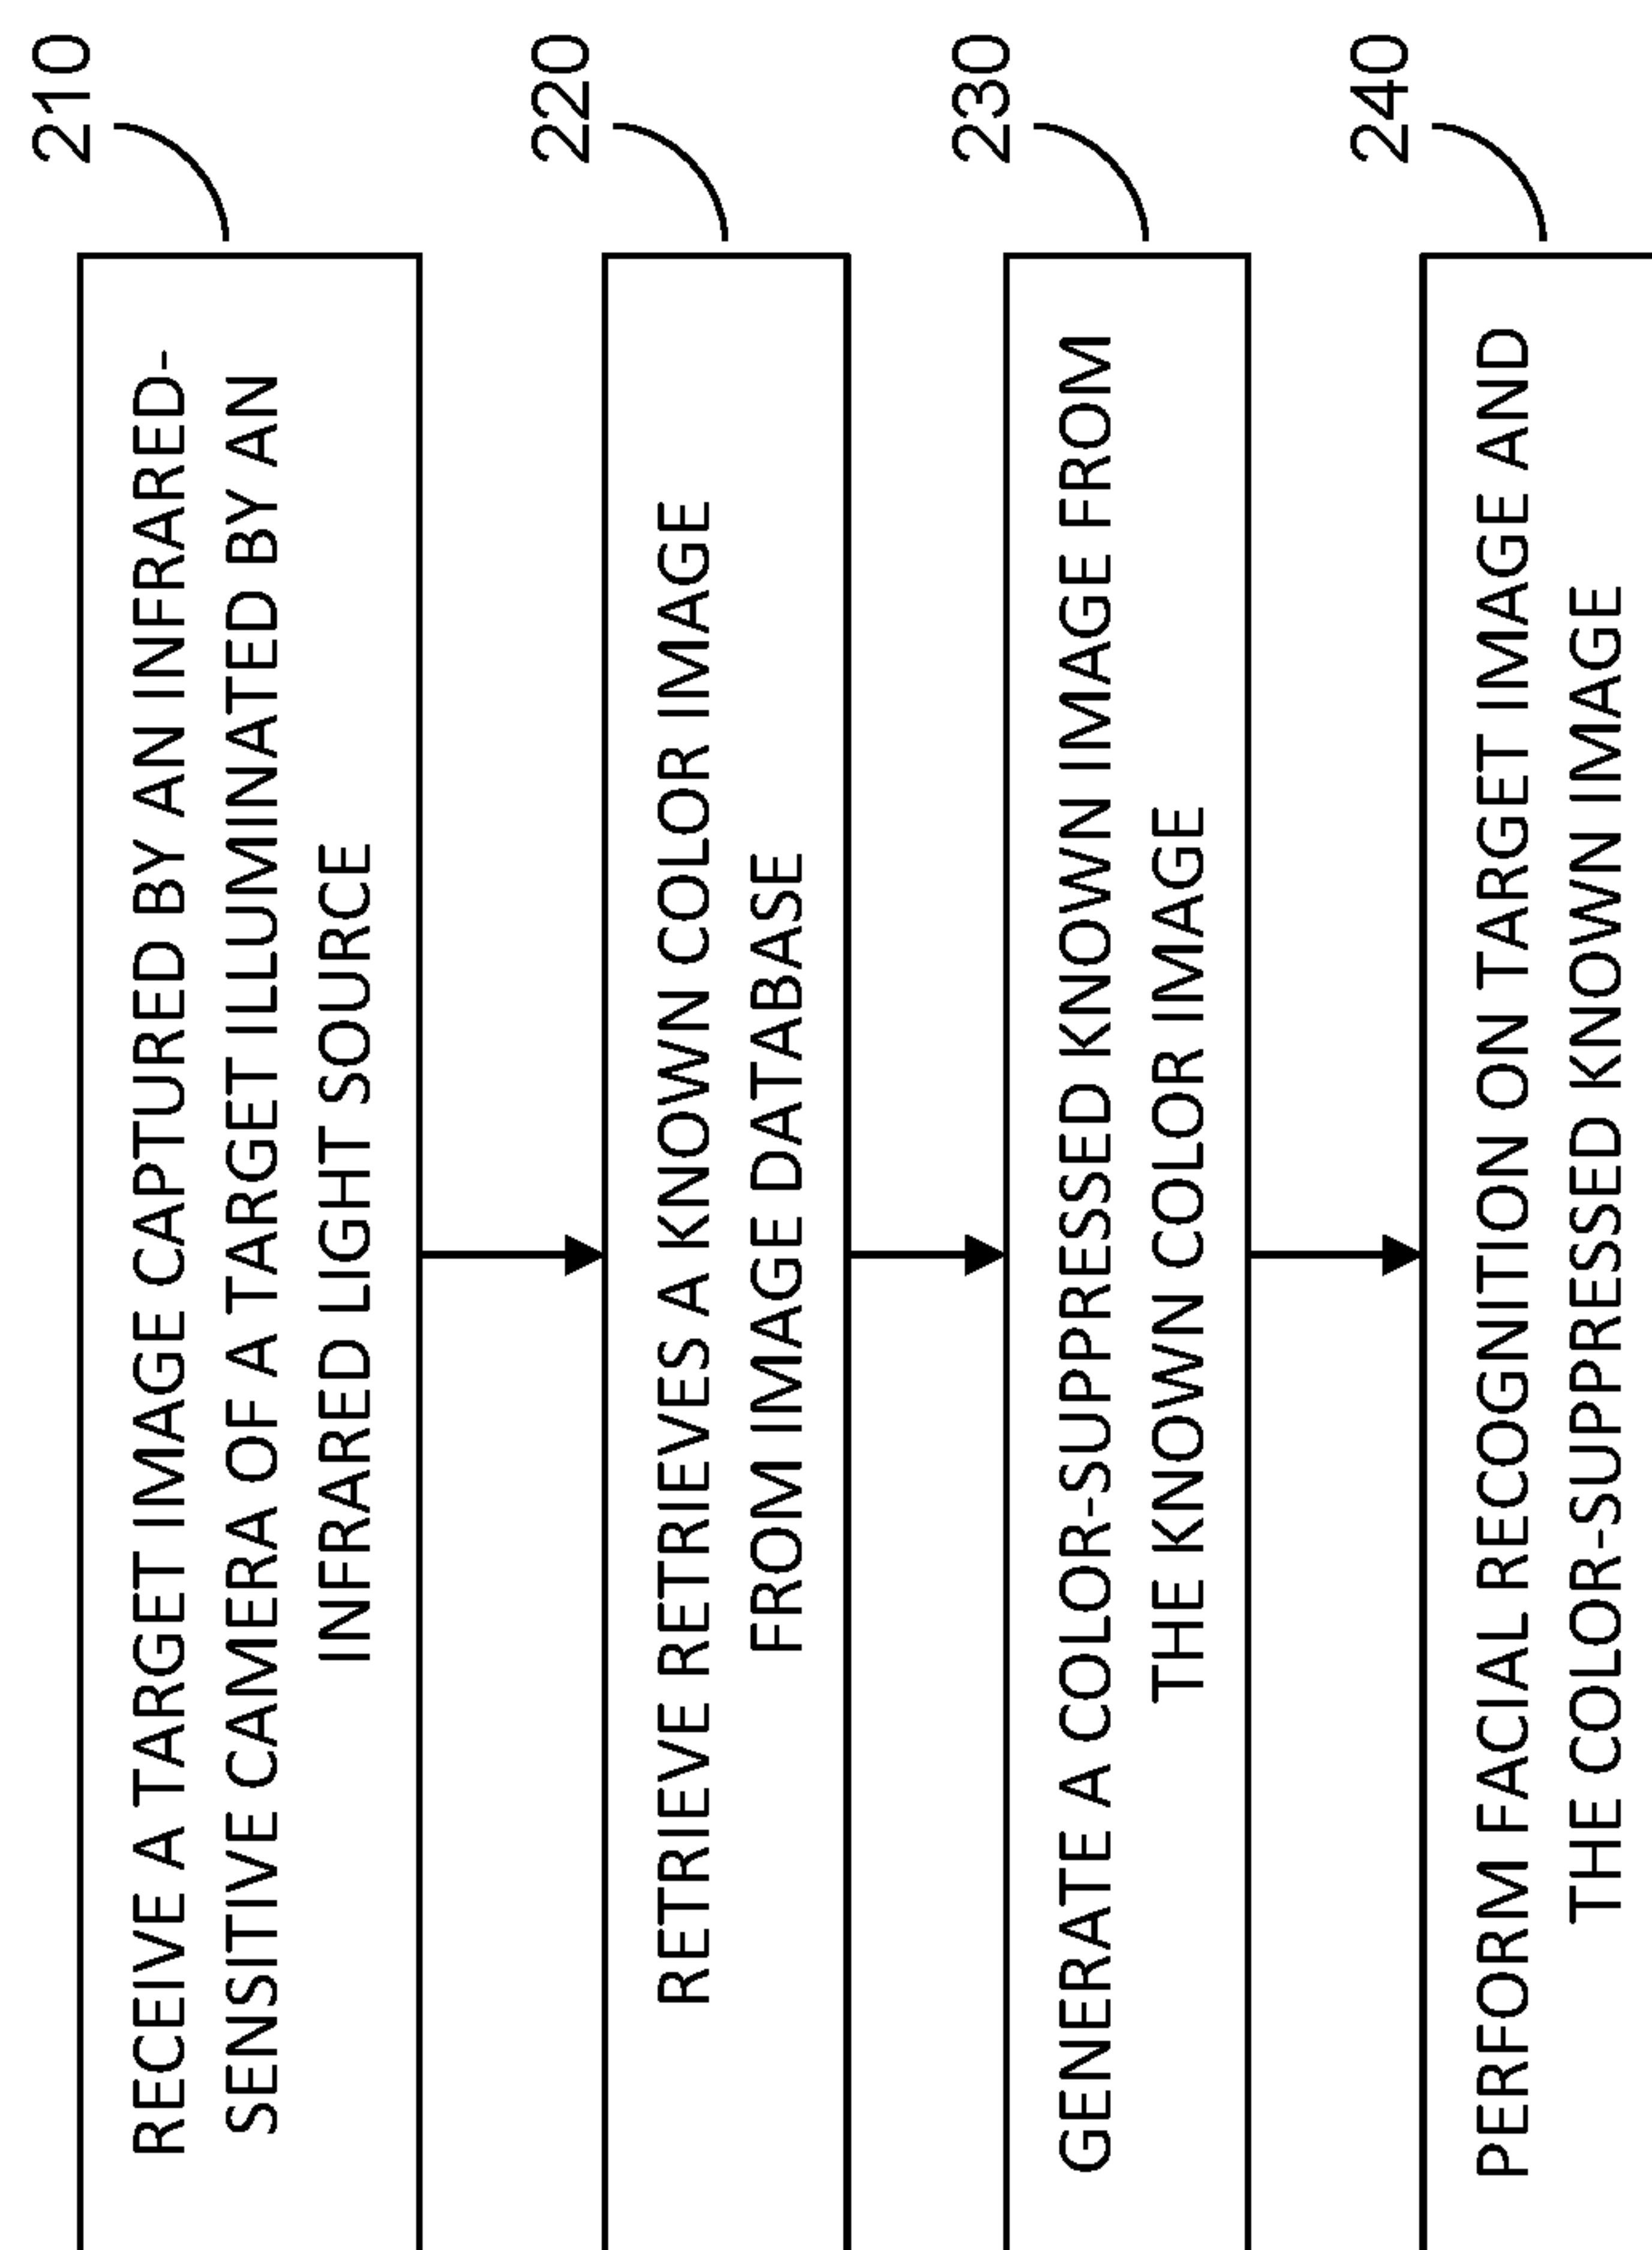 210
RECEIVE A TARGET IMAGE CAPTURED BY AN INFRARED-
SENSITIVE CAMERA OF A TARGET ILLUMINATED BY AN
INFRARED LIGHT SOURCE
220
RETRIEVE RETRIEVES A KNOWN COLOR IMAGE
FROM IMAGE DATABASE
230
GENERATE A COLOR-SUPPRESSED KNOWN IMAGE FROM
THE KNOWN COLOR IMAGE
240
PERFORM FACIAL RECOGNITION ON TARGET IMAGE AND
THE COLOR-SUPPRESSED KNOWN IMAGE